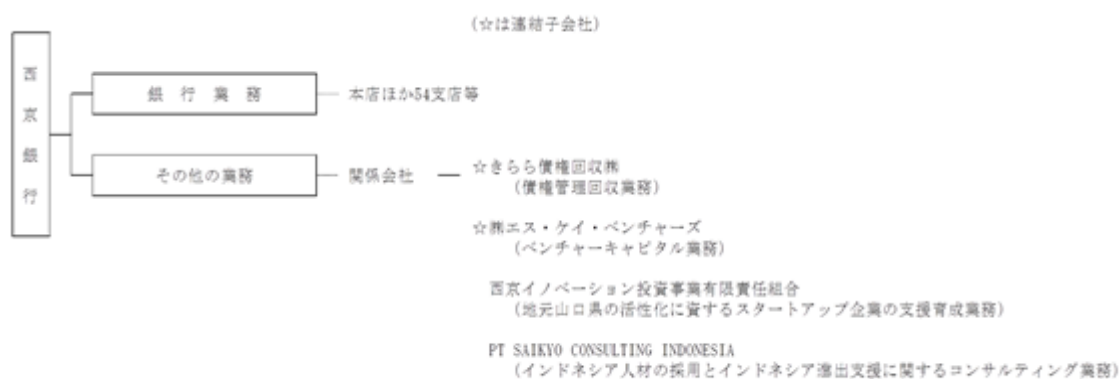 (☆は連結子会社)
西京銀行
銀行業務
本店ほか54支店等
その他の業務
関係会社
☆きらら債権回収㈱
(債権管理回収業務)
☆㈱エス・ケイ・ベンチャーズ
(ベンチャーキャピタル業務)
西京イノベーション投資事業有限責任組合
(地元山口県の活性化に資するスタートアップ企業の支援育成業務)
PT SAIKYO CONSULTING INDONESIA
(インドネシア人材の採用とインドネシア進出支援に関するコンサルティング業務)